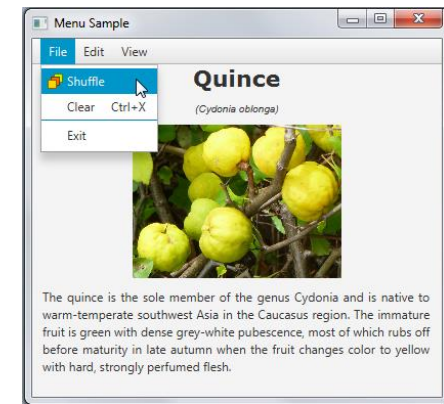 Menu Sample
File Edit View
Shuffle
Clear Ctrl+X
Exit
Quince
(Cydonia oblonga)
The quince is the sole member of the genus Cydonia and is native to
warm-temperate southwest Asia in the Caucasus region. The immature
fruit is green with dense grey-white pubescence, most of which rubs off
before maturity in late autumn when the fruit changes color to yellow
with hard, strongly perfumed flesh.